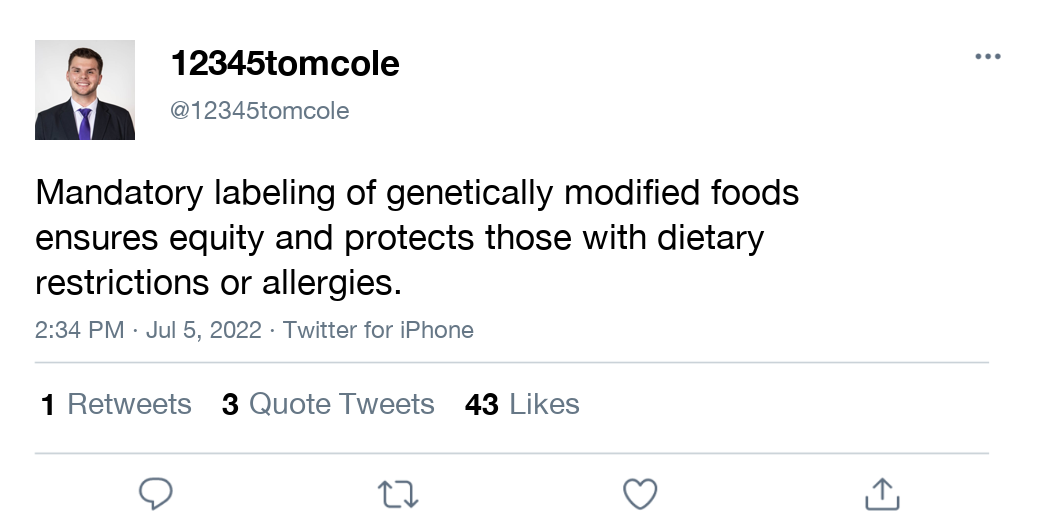 12345tomcole
@12345tomcole
Mandatory labeling of genetically modified foods
ensures equity and protects those with dietary
restrictions or allergies.
2:34 PM · Jul 5, 2022 · Twitter for iPhone
1 Retweets 3 Quote Tweets 43 Likes